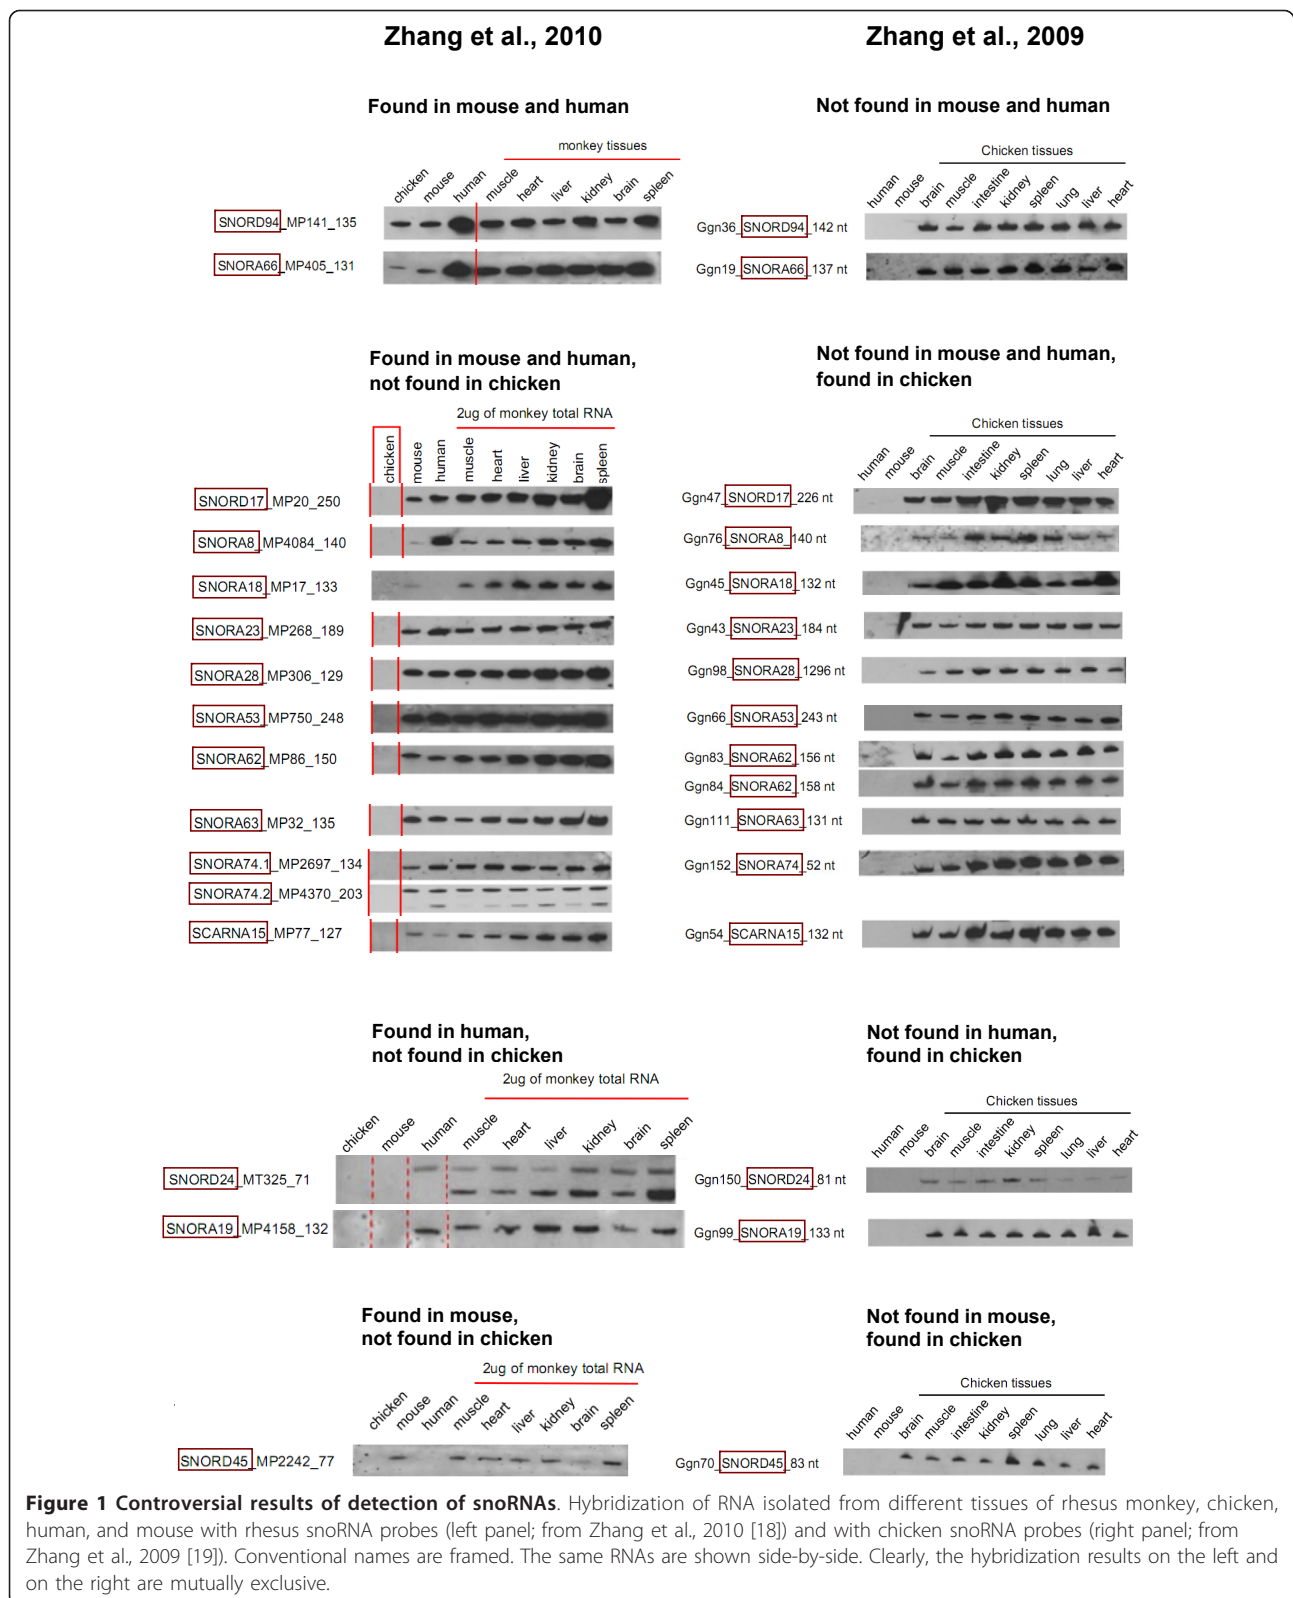 Zhang et al., 2010
Zhang et al., 2009
Found in mouse and human
Not found in mouse and human
monkey tissues
chicken mouse human muscle heart liver kidney brain spleen
Chicken tissues
human mouse brain muscle intestine kidney spleen lung liver heart
SNORD94_MP141_135
Ggn36_SNORD94_142 nt
SNORA66_MP405_131
Ggn19_SNORA66_137 nt
Found in mouse and human,
not found in chicken
Not found in mouse and human,
found in chicken
2ug of monkey total RNA
chicken mouse human muscle heart liver kidney brain spleen
Chicken tissues
human mouse brain muscle intestine kidney spleen lung liver heart
SNORD17_MP20_250
Ggn47_SNORD17_226 nt
SNORA8_MP4084_140
Ggn76_SNORA8_140 nt
SNORA18_MP17_133
Ggn45_SNORA18_132 nt
SNORA23_MP268_189
Ggn43_SNORA23_184 nt
SNORA28_MP306_129
Ggn98_SNORA28_1296 nt
SNORA53_MP750_248
Ggn66_SNORA53_243 nt
SNORA62_MP86_150
Ggn83_SNORA62_156 nt
Ggn84_SNORA62_158 nt
SNORA63_MP32_135
Ggn111_SNORA63_131 nt
SNORA74.1_MP2697_134
Ggn152_SNORA74_52 nt
SNORA74.2_MP4370_203
SCARNA15_MP77_127
Ggn54_SCARNA15_132 nt
Found in human,
not found in chicken
Not found in human,
found in chicken
2ug of monkey total RNA
chicken mouse human muscle heart liver kidney brain spleen
Chicken tissues
human mouse brain muscle intestine kidney spleen lung liver heart
SNORD24_MT325_71
Ggn150_SNORD24_81 nt
SNORA19_MP4158_132
Ggn99_SNORA19_133 nt
Found in mouse,
not found in chicken
Not found in mouse,
found in chicken
2ug of monkey total RNA
chicken mouse human muscle heart liver kidney brain spleen
Chicken tissues
human mouse brain muscle intestine kidney spleen lung liver heart
SNORD45_MP2242_77
Ggn70_SNORD45_83 nt
Figure 1 Controversial results of detection of snoRNAs. Hybridization of RNA isolated from different tissues of rhesus monkey, chicken,
human, and mouse with rhesus snoRNA probes (left panel; from Zhang et al., 2010 [18]) and with chicken snoRNA probes (right panel; from
Zhang et al., 2009 [19]). Conventional names are framed. The same RNAs are shown side-by-side. Clearly, the hybridization results on the left and
on the right are mutually exclusive.